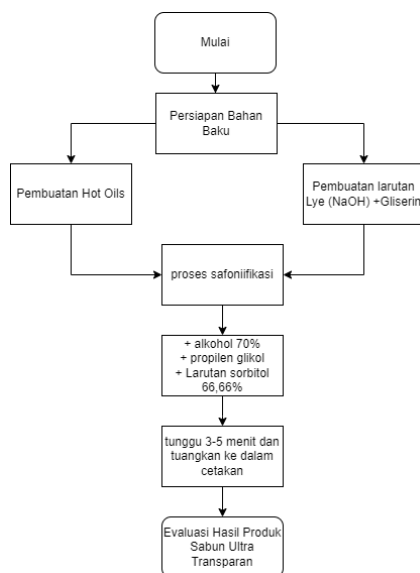 Mulai
Persiapan Bahan
Baku
Pembuatan Hot Oils
Pembuatan larutan
Lye (NaOH) +Gliserin
proses safoniifikasi
+ alkohol 70%
+ propilen glikol
+ Larutan sorbitol
66,66%
tunggu 3-5 menit dan
tuangkan ke dalam
cetakan
Evaluasi Hasil Produk
Sabun Ultra
Transparan